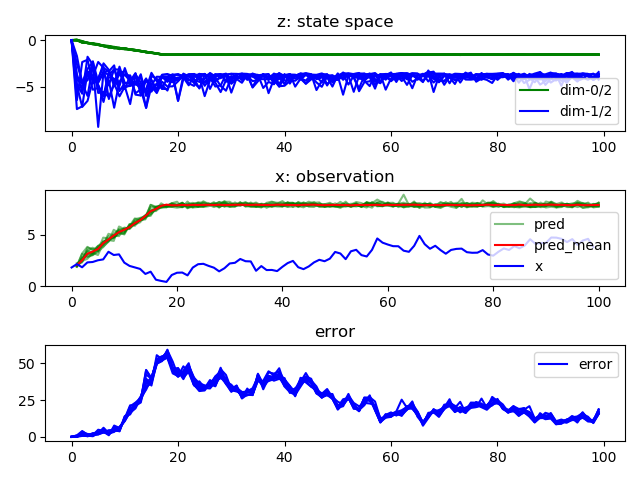 z: state space
0
−5
dim-0/2
dim-1/2
0 20 40 60 80 100
x: observation
5
0
pred
pred_mean
x
0 20 40 60 80 100
error
50
25
0
error
0 20 40 60 80 100